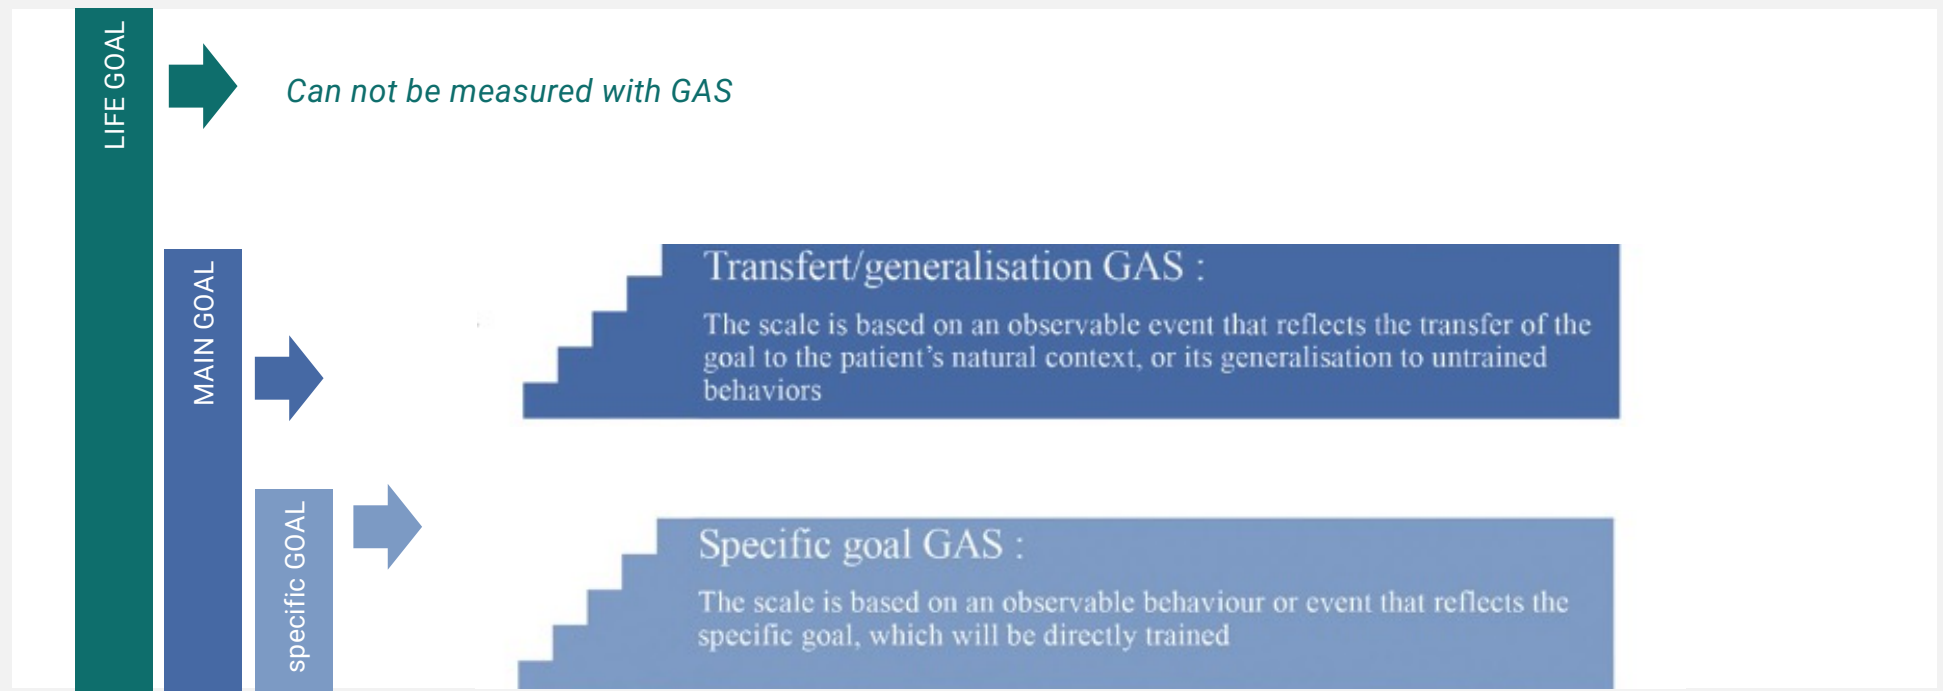 LIFE GOAL
Can not be measured with GAS
MAIN GOAL
Transfert/generalisation GAS :
The scale is based on an observable event that reflects the transfer of the
goal to the patient’s natural context, or its generalisation to untrained
behaviors
specific GOAL
Specific goal GAS :
The scale is based on an observable behaviour or event that reflects the
specific goal, which will be directly trained